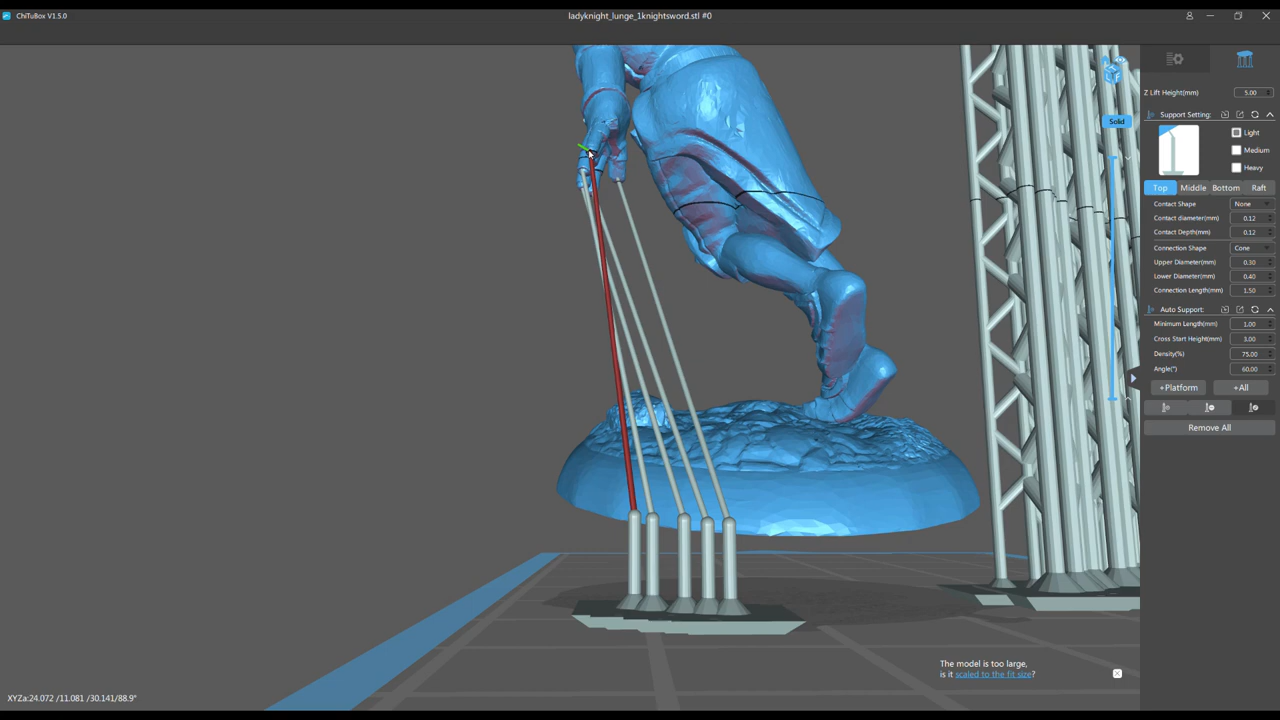 ChiTuBox V1.5.0
ladyknight_lunge_1knightsword.stl #0
Z Lift Height(mm) 5.00
Support Setting:
Solid
Light
Medium
Heavy
Top Middle Bottom Raft
Contact Shape None
Contact diameter(mm) 0.12
Contact Depth(mm) 0.12
Connection Shape Cone
Upper Diameter(mm) 0.30
Lower Diameter(mm) 0.40
Connection Length(mm) 1.50
Auto Support:
Minimum Length(mm) 1.00
Cross Start Height(mm) 3.00
Density(%) 75.00
Angle(°) 60.00
+Platform +All
Remove All
The model is too large,
is it scaled to the fit size?
XYZa:24.072 /11.081 /30.141/88.9°